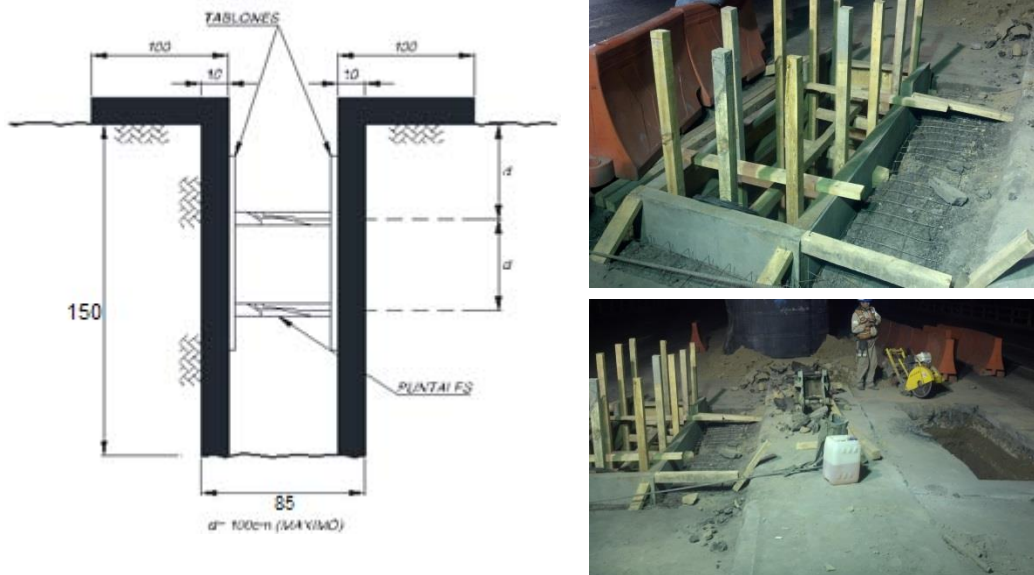 TABLONES
100
100
10
10
d
d
150
PUNTALES
85
d= 100cm (MAXIMO)